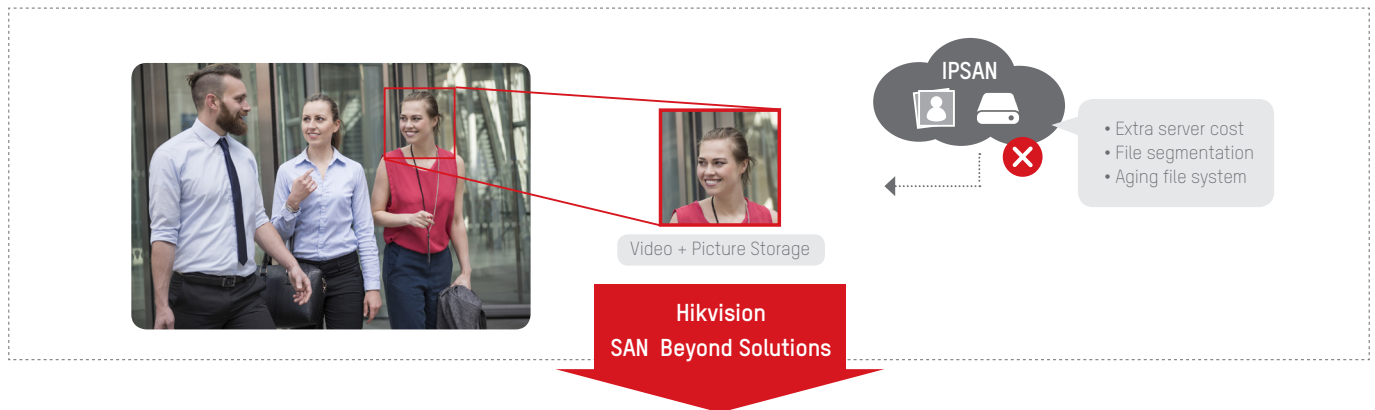 IPSAN
• Extra server cost
• File segmentation
• Aging file system
Video + Picture Storage
Hikvision
SAN Beyond Solutions